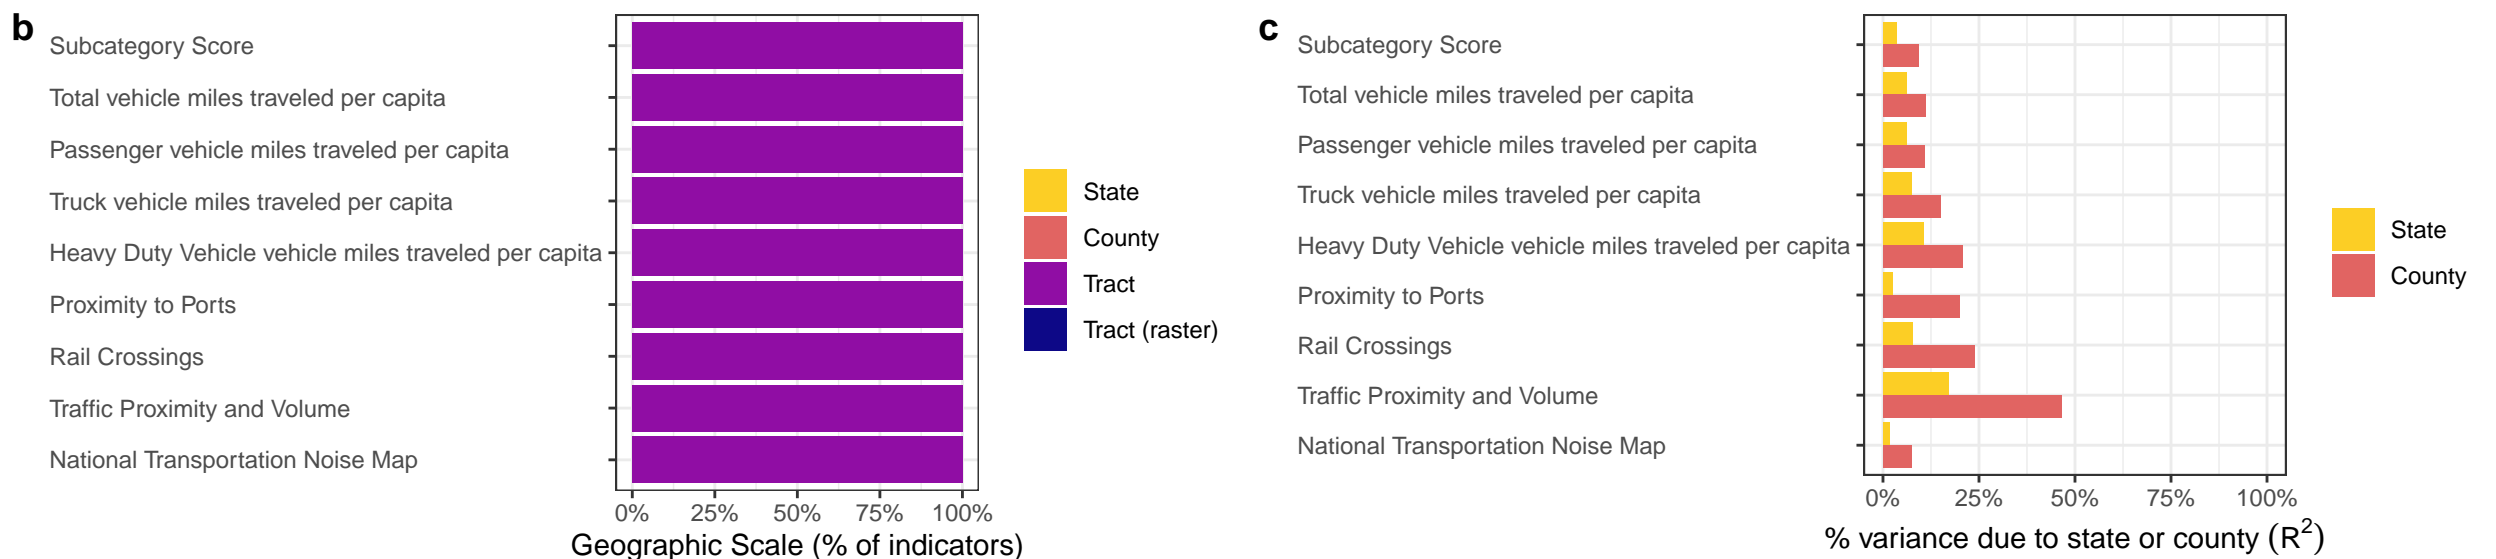 b
Subcategory Score
Total vehicle miles traveled per capita
Passenger vehicle miles traveled per capita
Truck vehicle miles traveled per capita
Heavy Duty Vehicle vehicle miles traveled per capita
Proximity to Ports
Rail Crossings
Traffic Proximity and Volume
National Transportation Noise Map
0% 25% 50% 75% 100%
Geographic Scale (% of indicators)
State
County
Tract
Tract (raster)
c
Subcategory Score
Total vehicle miles traveled per capita
Passenger vehicle miles traveled per capita
Truck vehicle miles traveled per capita
Heavy Duty Vehicle vehicle miles traveled per capita
Proximity to Ports
Rail Crossings
Traffic Proximity and Volume
National Transportation Noise Map
0% 25% 50% 75% 100%
% variance due to state or county (R²)
State
County